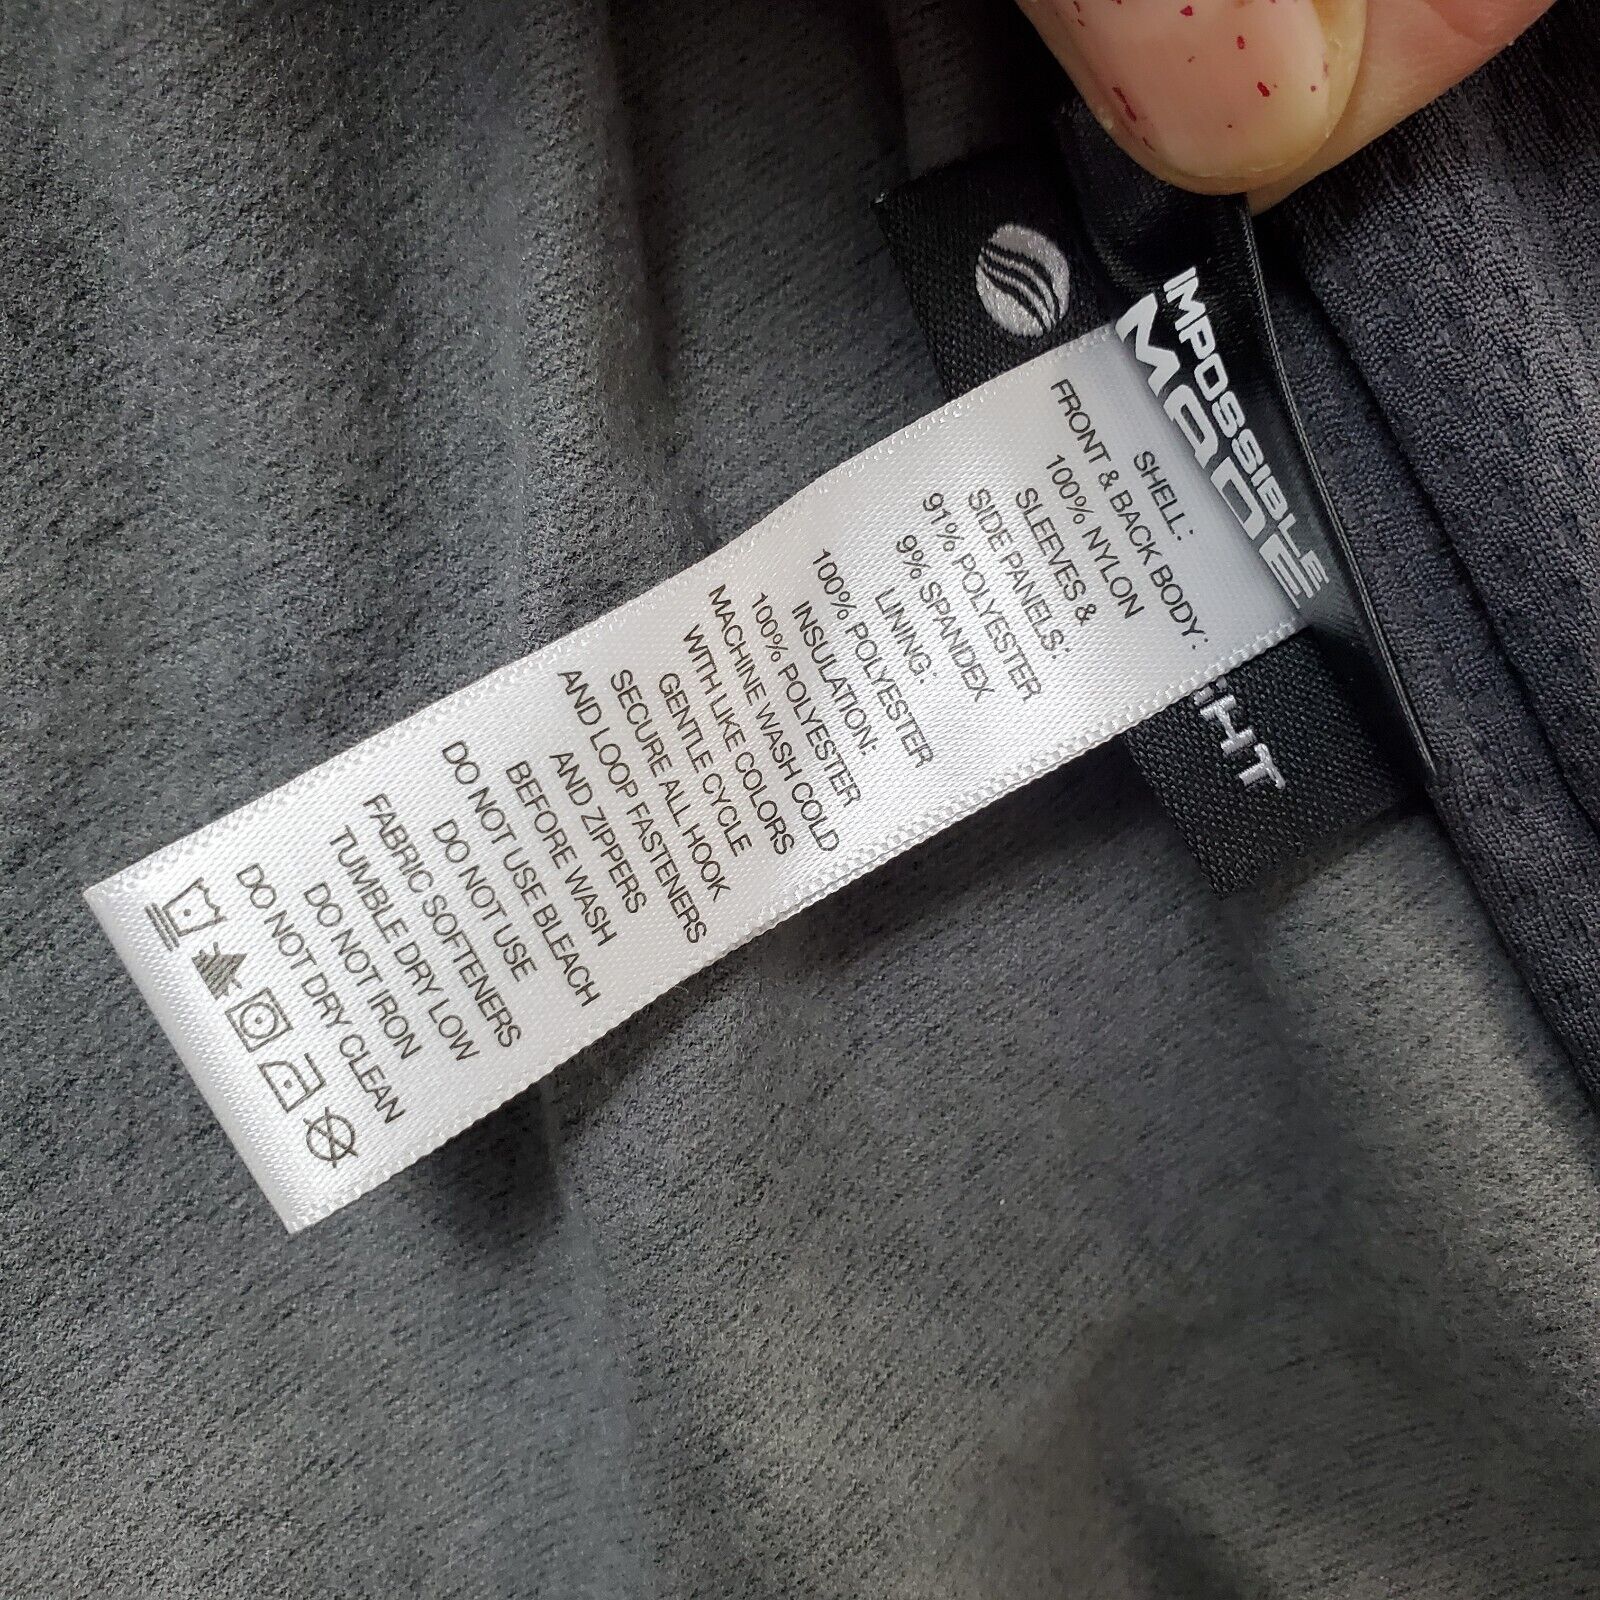 IMPOSSIBLE
MADE
SHELL:
FRONT & BACK BODY:
100% NYLON
SLEEVES &
SIDE PANELS:
91% POLYESTER
9% SPANDEX
LINING:
100% POLYESTER
INSULATION:
100% POLYESTER
MACHINE WASH COLD
WITH LIKE COLORS
GENTLE CYCLE
SECURE ALL HOOK
AND LOOP FASTENERS
AND ZIPPERS
BEFORE WASH
DO NOT USE BLEACH
DO NOT USE
FABRIC SOFTENERS
TUMBLE DRY LOW
DO NOT IRON
DO NOT DRY CLEAN